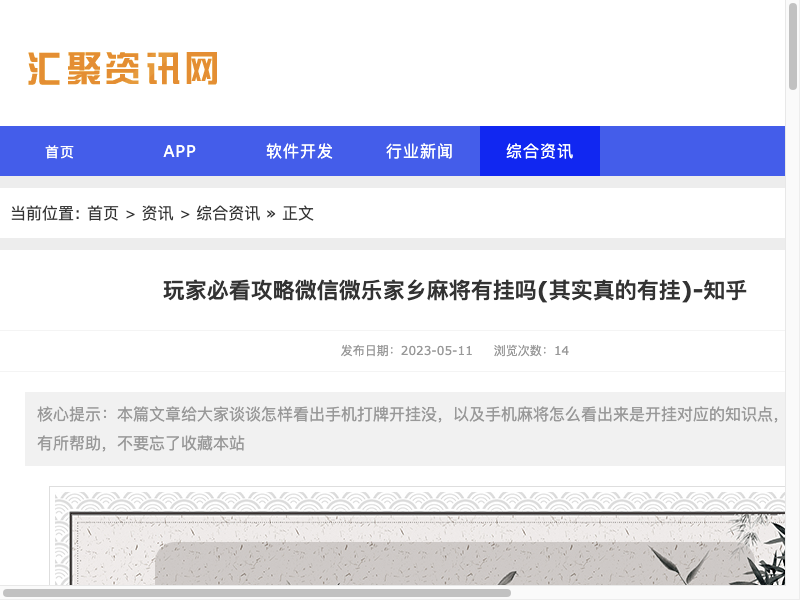 汇聚资讯网
首页 APP 软件开发 行业新闻 综合资讯
当前位置: 首页 > 资讯 > 综合资讯 » 正文
玩家必看攻略微信微乐家乡麻将有挂吗(其实真的有挂)-知乎
发布日期：2023-05-11 浏览次数：14
核心提示：本篇文章给大家谈谈怎样看出手机打牌开挂没，以及手机麻将怎么看出来是开挂对应的知识点，
有所帮助，不要忘了收藏本站